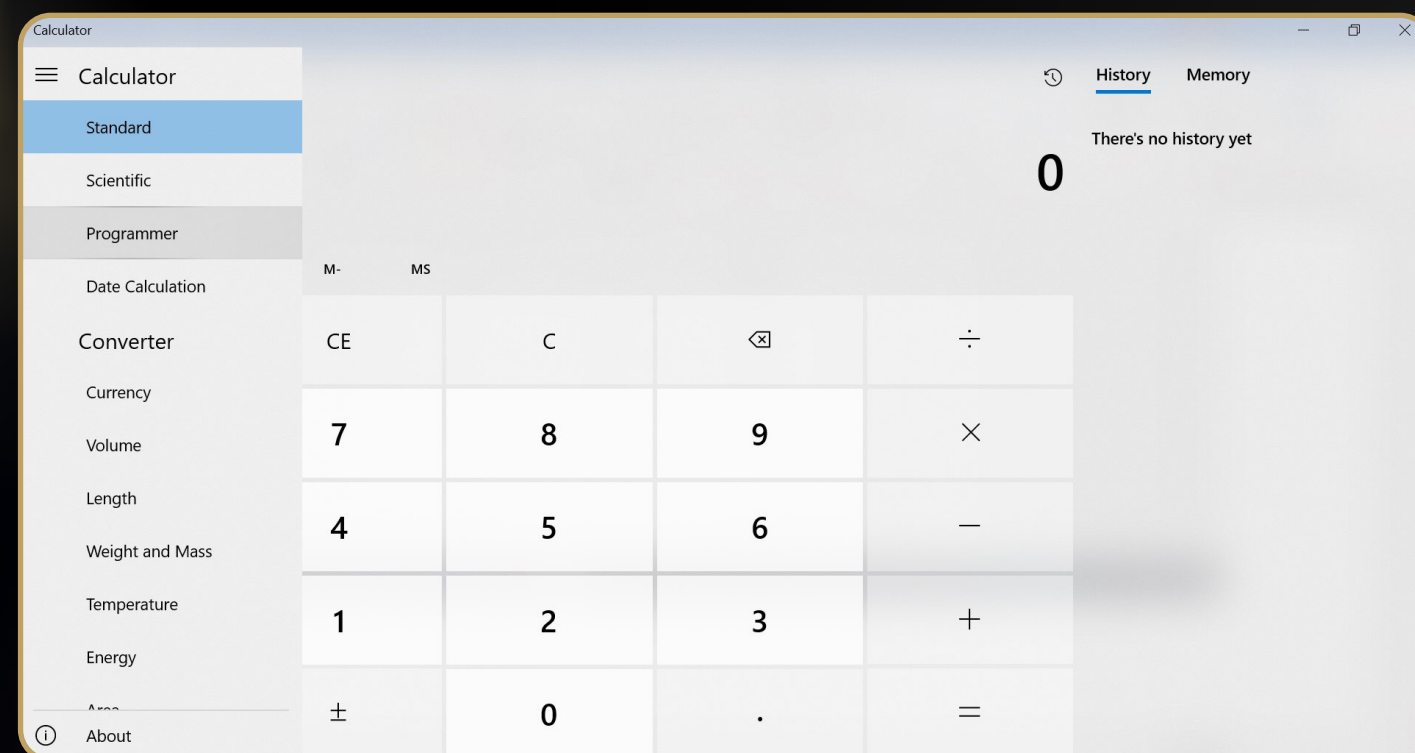 Calculator
Calculator
History Memory
Standard
There's no history yet
0
Scientific
Programmer
Date Calculation
M- MS
Converter
CE C ÷
Currency
7 8 9 ×
Volume
Length
4 5 6 −
Weight and Mass
Temperature
1 2 3 +
Energy
Area
± 0 . =
About